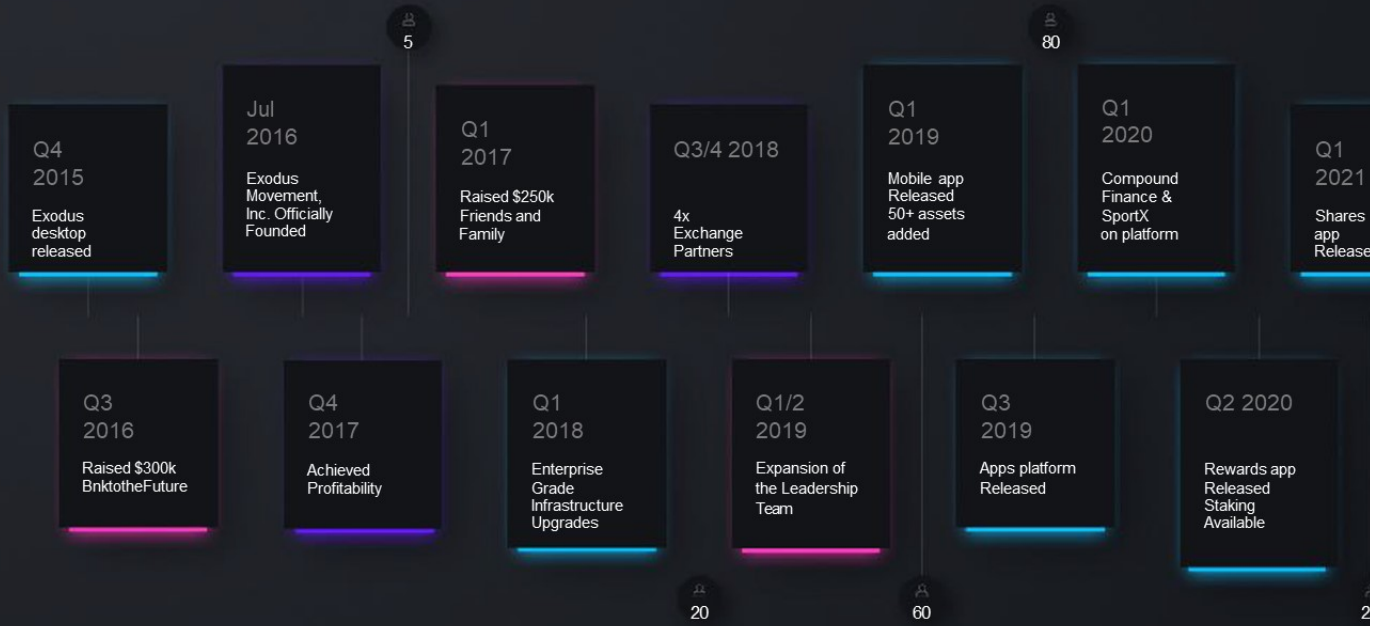 5
80
Q4
2015
Exodus
desktop
released
Jul
2016
Exodus
Movement,
Inc. Officially
Founded
Q1
2017
Raised $250k
Friends and
Family
Q3/4 2018
4x
Exchange
Partners
Q1
2019
Mobile app
Released
50+ assets
added
Q1
2020
Compound
Finance &
SportX
on platform
Q1
2021
Shares
app
Release
Q3
2016
Raised $300k
BnktotheFuture
Q4
2017
Achieved
Profitability
Q1
2018
Enterprise
Grade
Infrastructure
Upgrades
Q1/2
2019
Expansion of
the Leadership
Team
Q3
2019
Apps platform
Released
Q2 2020
Rewards app
Released
Staking
Available
20
60
2